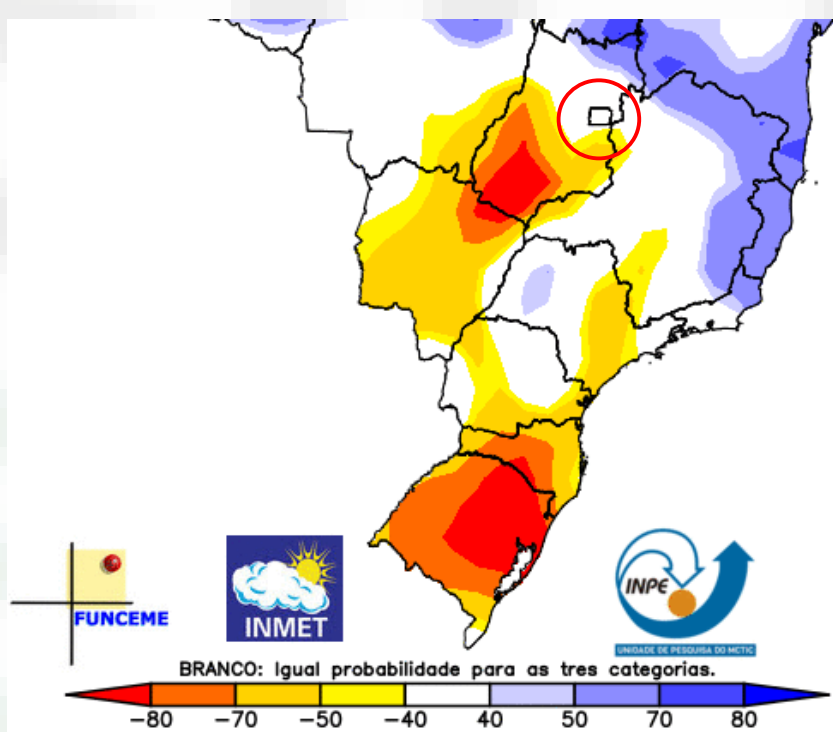 FUNCEME
INMET
INPE
UNIDADE DE PESQUISA DO MCTIC
BRANCO: Igual probabilidade para as tres categorias.
−80 −70 −50 −40 40 50 70 80